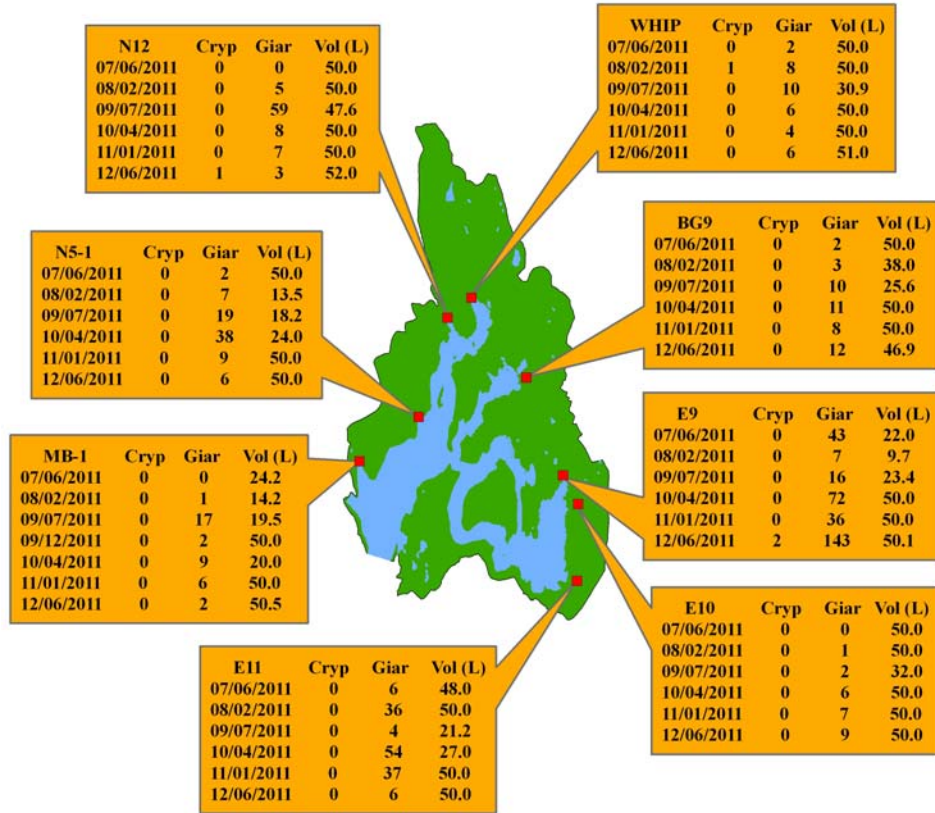 N12 Cryp Giar Vol (L)
07/06/2011 0 0 50.0
08/02/2011 0 5 50.0
09/07/2011 0 59 47.6
10/04/2011 0 8 50.0
11/01/2011 0 7 50.0
12/06/2011 1 3 52.0
WHIP Cryp Giar Vol (L)
07/06/2011 0 2 50.0
08/02/2011 1 8 50.0
09/07/2011 0 10 30.9
10/04/2011 0 6 50.0
11/01/2011 0 4 50.0
12/06/2011 0 6 51.0
N5-1 Cryp Giar Vol (L)
07/06/2011 0 2 50.0
08/02/2011 0 7 13.5
09/07/2011 0 19 18.2
10/04/2011 0 38 24.0
11/01/2011 0 9 50.0
12/06/2011 0 6 50.0
BG9 Cryp Giar Vol (L)
07/06/2011 0 2 50.0
08/02/2011 0 3 38.0
09/07/2011 0 10 25.6
10/04/2011 0 11 50.0
11/01/2011 0 8 50.0
12/06/2011 0 12 46.9
MB-1 Cryp Giar Vol (L)
07/06/2011 0 0 24.2
08/02/2011 0 1 14.2
09/07/2011 0 17 19.5
09/12/2011 0 2 50.0
10/04/2011 0 9 20.0
11/01/2011 0 6 50.0
12/06/2011 0 2 50.5
E9 Cryp Giar Vol (L)
07/06/2011 0 43 22.0
08/02/2011 0 7 9.7
09/07/2011 0 16 23.4
10/04/2011 0 72 50.0
11/01/2011 0 36 50.0
12/06/2011 2 143 50.1
E11 Cryp Giar Vol (L)
07/06/2011 0 6 48.0
08/02/2011 0 36 50.0
09/07/2011 0 4 21.2
10/04/2011 0 54 27.0
11/01/2011 0 37 50.0
12/06/2011 0 6 50.0
E10 Cryp Giar Vol (L)
07/06/2011 0 0 50.0
08/02/2011 0 1 50.0
09/07/2011 0 2 32.0
10/04/2011 0 6 50.0
11/01/2011 0 7 50.0
12/06/2011 0 9 50.0